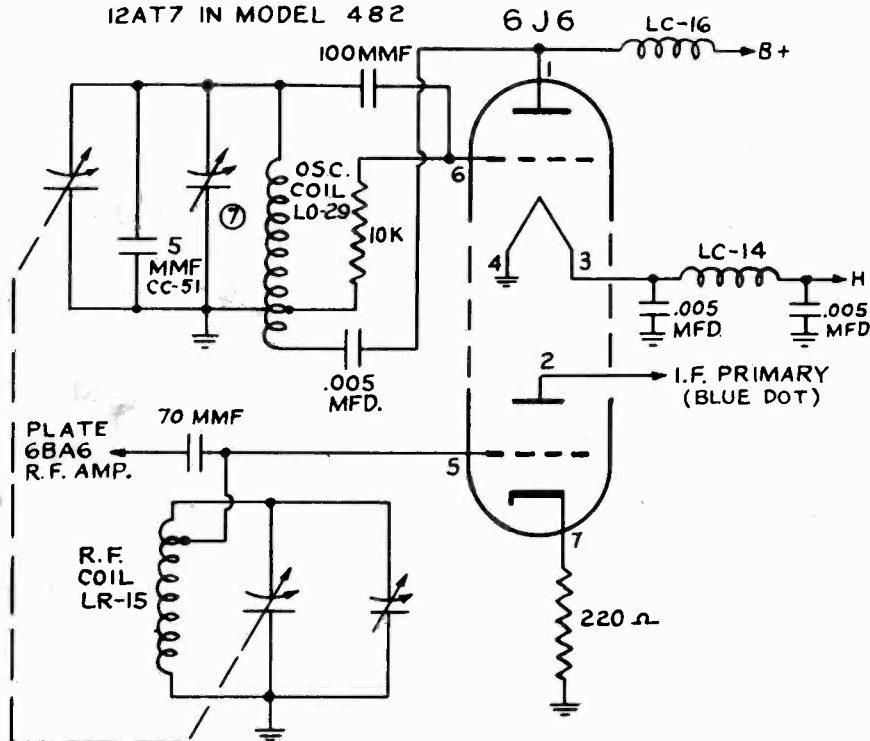 12AT7 IN MODEL 482
6J6
LC-16
B+
100 MMF
1
6
O.S.C.
COIL
LO-29
10K
7
5
MMF
CC-51
4
3
LC-14
H
.005
MFD.
.005
MFD.
.005
MFD.
2
I.F. PRIMARY
(BLUE DOT)
PLATE
6BA6
R.F. AMP.
70 MMF
5
7
R.F.
COIL
LR-15
220 Ω